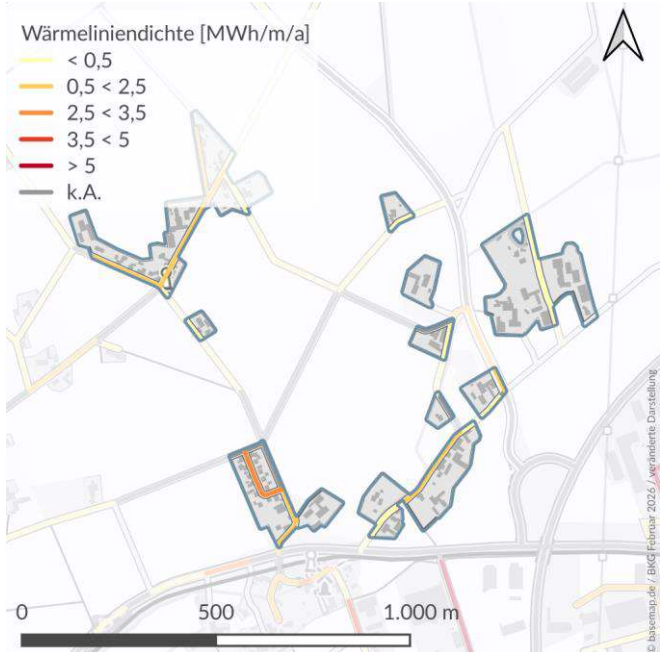 Wärmeliniendichte [MWh/m/a]
< 0,5
0,5 < 2,5
2,5 < 3,5
3,5 < 5
> 5
k.A.
0 500 1.000 m
© basemap.de / BKG Februar 2026 / veränderte Darstellung